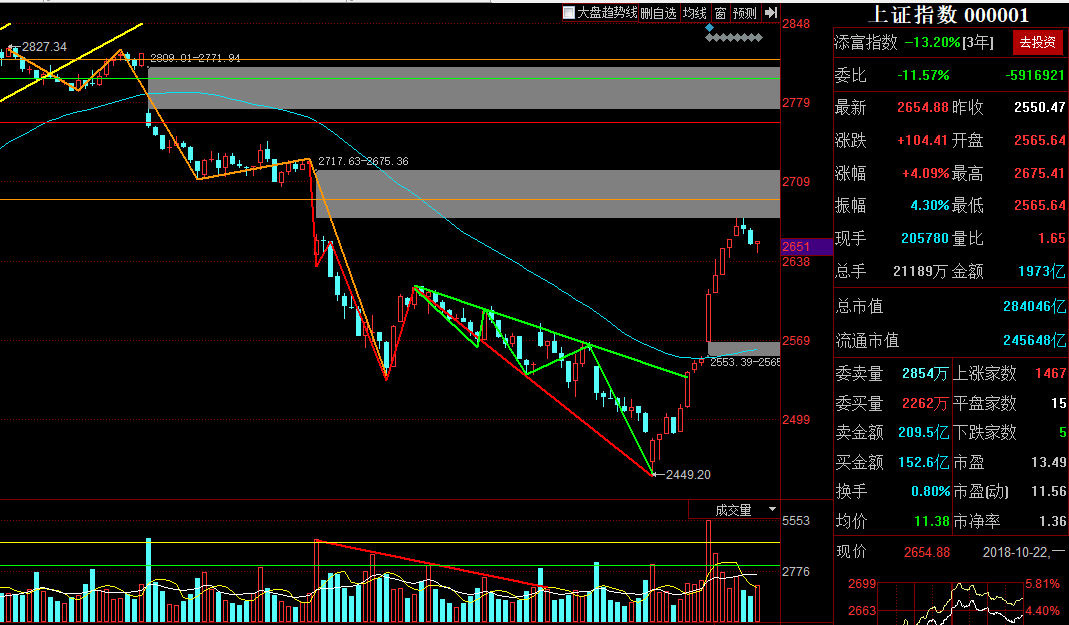 大盘趋势线 删自选 均线 窗 预测
上证指数 000001
添富指数 -13.20%[3年] 去投资
委比 -11.57% -5916921
最新 2654.88 昨收 2550.47
涨跌 +104.41 开盘 2565.64
涨幅 +4.09% 最高 2675.41
振幅 4.30% 最低 2565.64
现手 205780 量比 1.65
总手 21189万 金额 1973亿
总市值 284046亿
流通市值 245648亿
委卖量 2854万 上涨家数 1467
委买量 2262万 平盘家数 15
卖金额 209.5亿 下跌家数 5
买金额 152.6亿 市盈 13.49
换手 0.80% 市盈(动) 11.56
均价 11.38 市净率 1.36
现价 2654.88 2018-10-22,一
2699 5.81%
2663 4.40%
2848
2827.34
2809.01-2771.94
2779
2717.63-2675.36
2709
2651
2638
2569
2553.39-2565
2499
2449.20
成交量
5553
2776